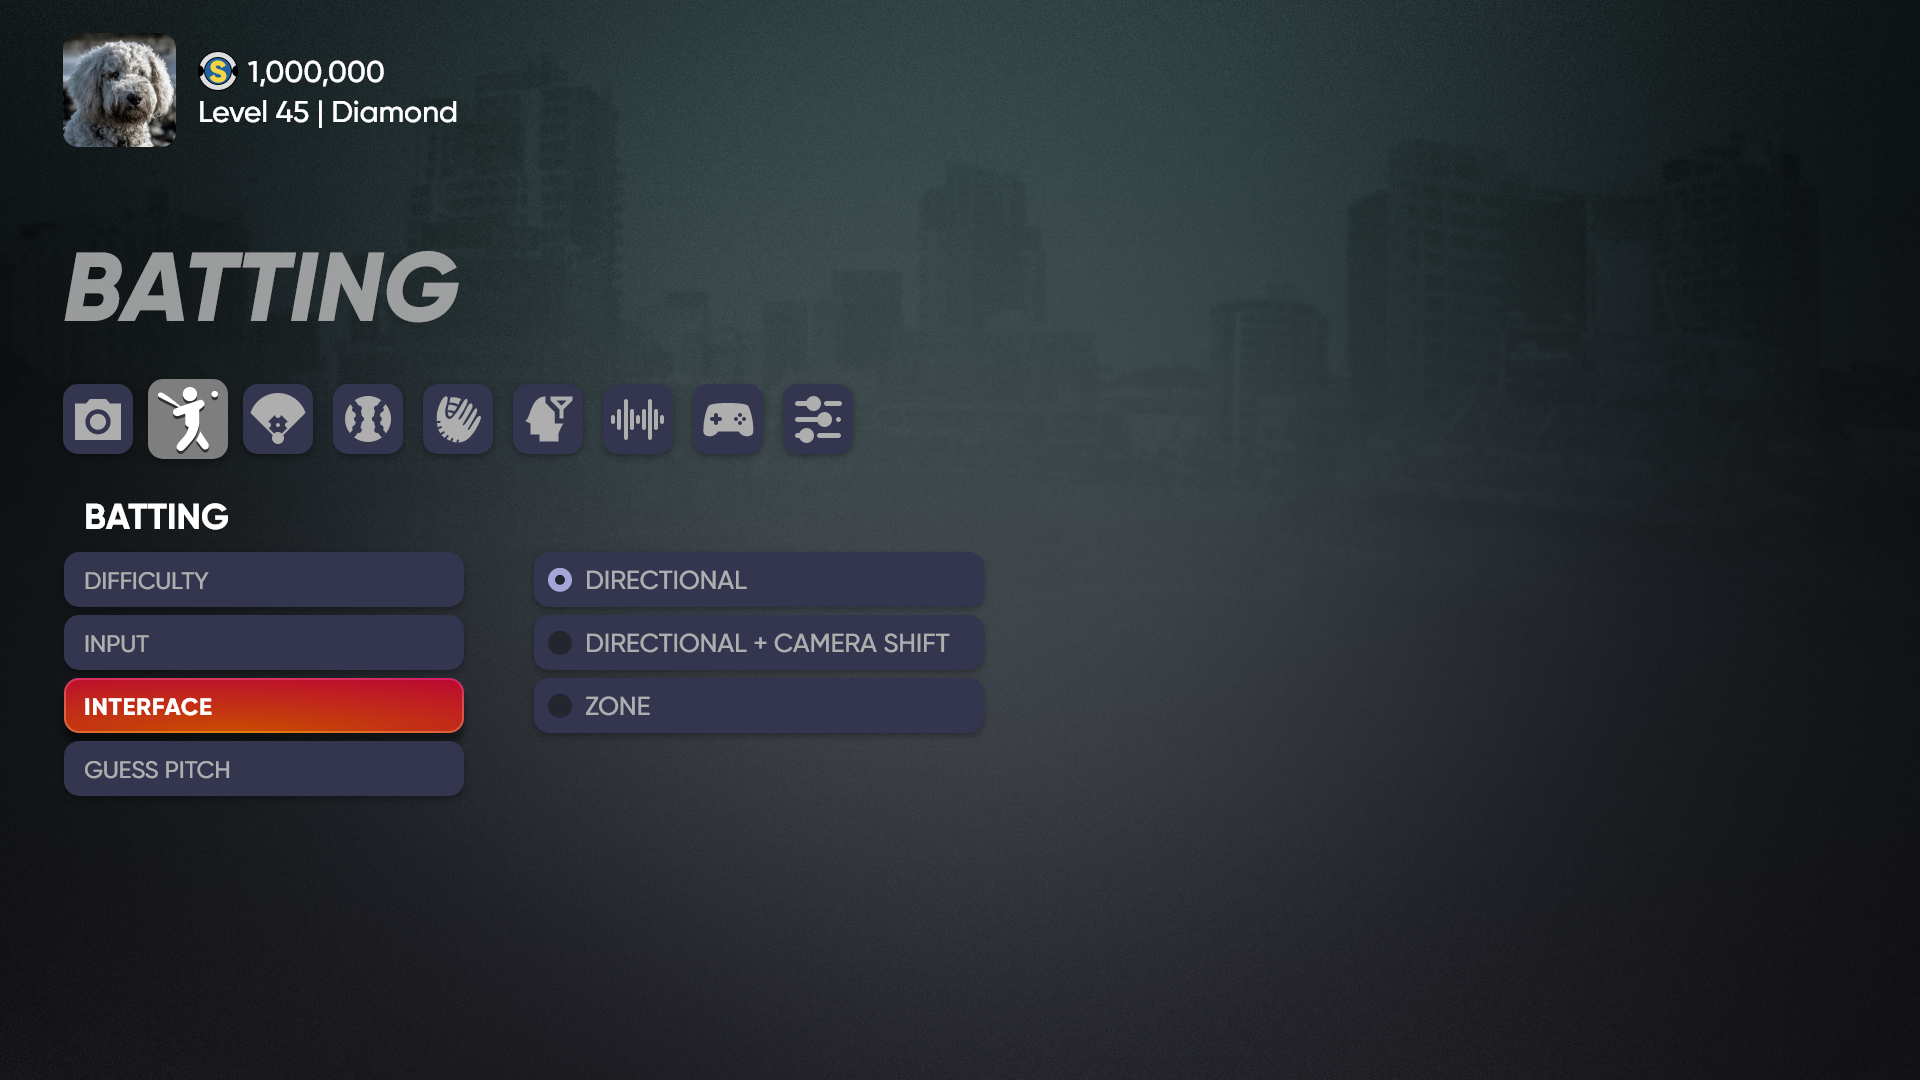 S 1,000,000
Level 45 | Diamond
BATTING
BATTING
DIFFICULTY
INPUT
INTERFACE
GUESS PITCH
DIRECTIONAL
DIRECTIONAL + CAMERA SHIFT
ZONE